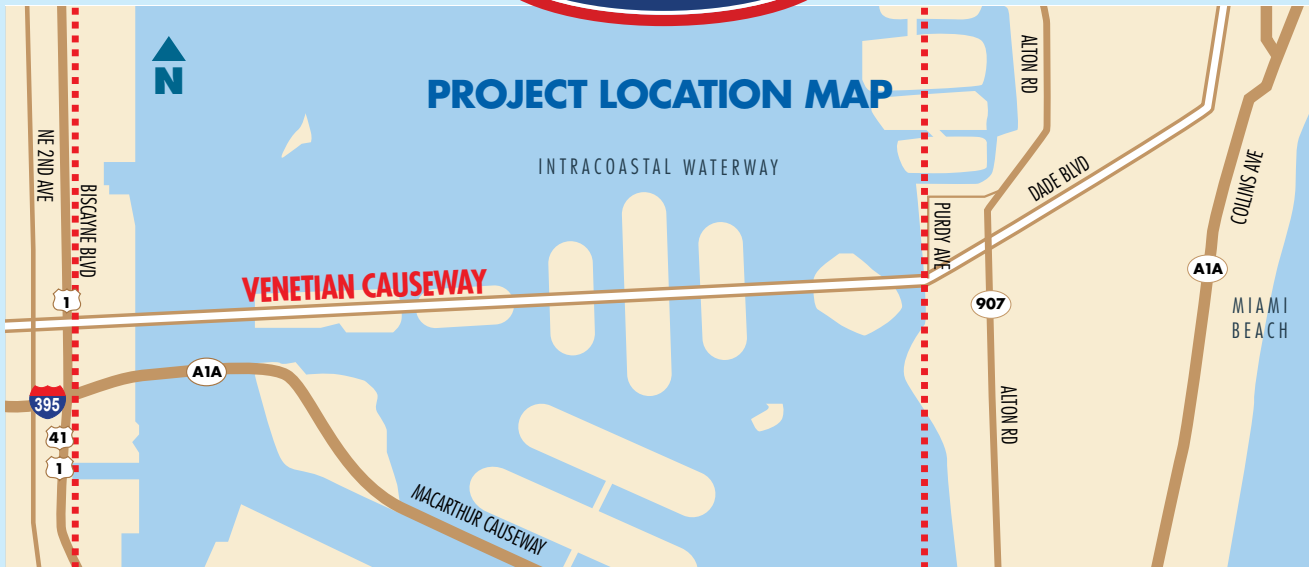 N
PROJECT LOCATION MAP
ALTON RD
NE 2ND AVE
INTRACOASTAL WATERWAY
DADE BLVD
COLLINS AVE
BISCAYNE BLVD
PURDY AVE
VENETIAN CAUSEWAY
A1A
1
907
MIAMI
BEACH
A1A
395
41
1
ALTON RD
MACARTHUR CAUSEWAY